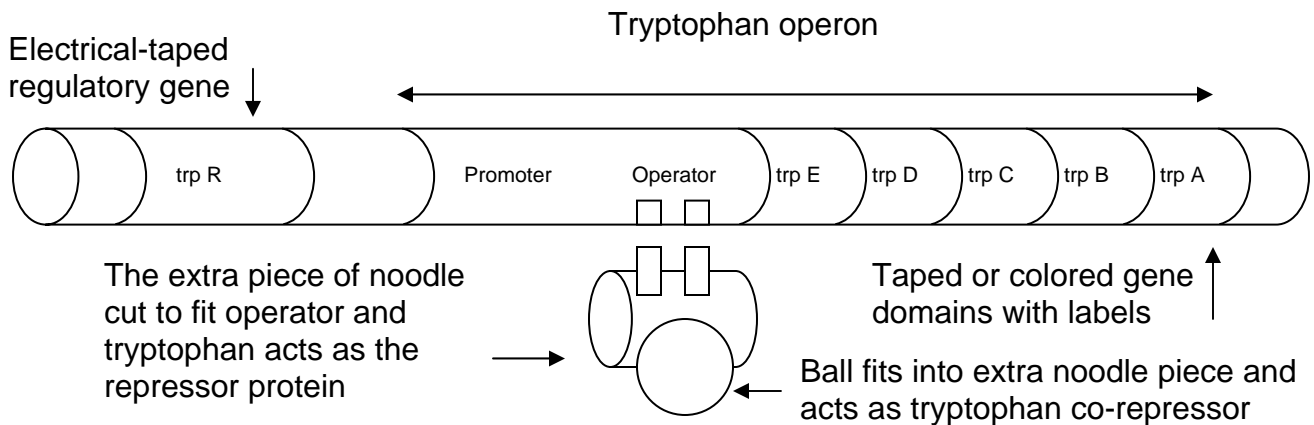 Tryptophan operon
Electrical-taped
regulatory gene
trp R
Promoter
Operator
trp E
trp D
trp C
trp B
trp A
The extra piece of noodle
cut to fit operator and
tryptophan acts as the
repressor protein
Taped or colored gene
domains with labels
Ball fits into extra noodle piece and
acts as tryptophan co-repressor